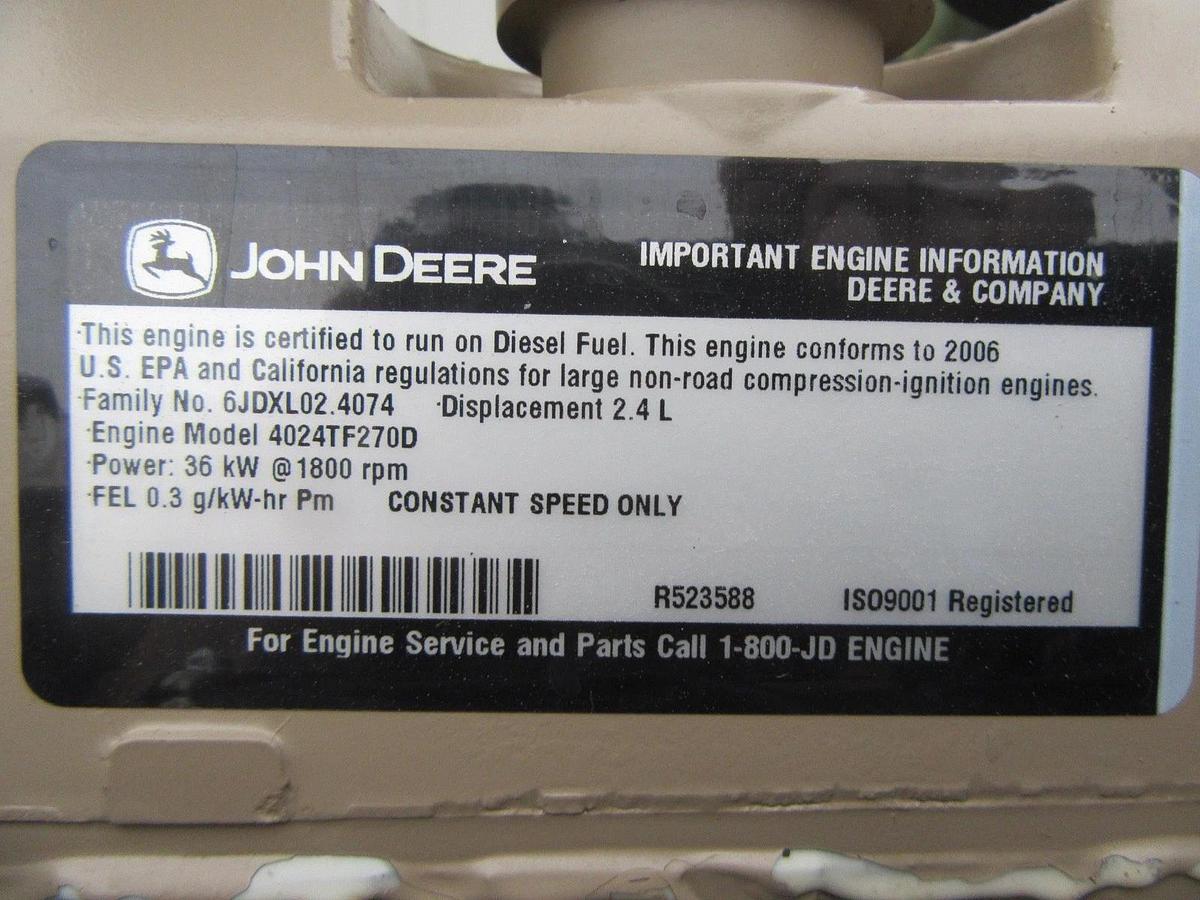 JOHN DEERE
IMPORTANT ENGINE INFORMATION
DEERE & COMPANY
·This engine is certified to run on Diesel Fuel. This engine conforms to 2006
U.S. EPA and California regulations for large non-road compression-ignition engines.
·Family No. 6JDXL02.4074 ·Displacement 2.4 L
·Engine Model 4024TF270D
·Power: 36 kW @1800 rpm
·FEL 0.3 g/kW-hr Pm CONSTANT SPEED ONLY
R523588 ISO9001 Registered
For Engine Service and Parts Call 1-800-JD ENGINE